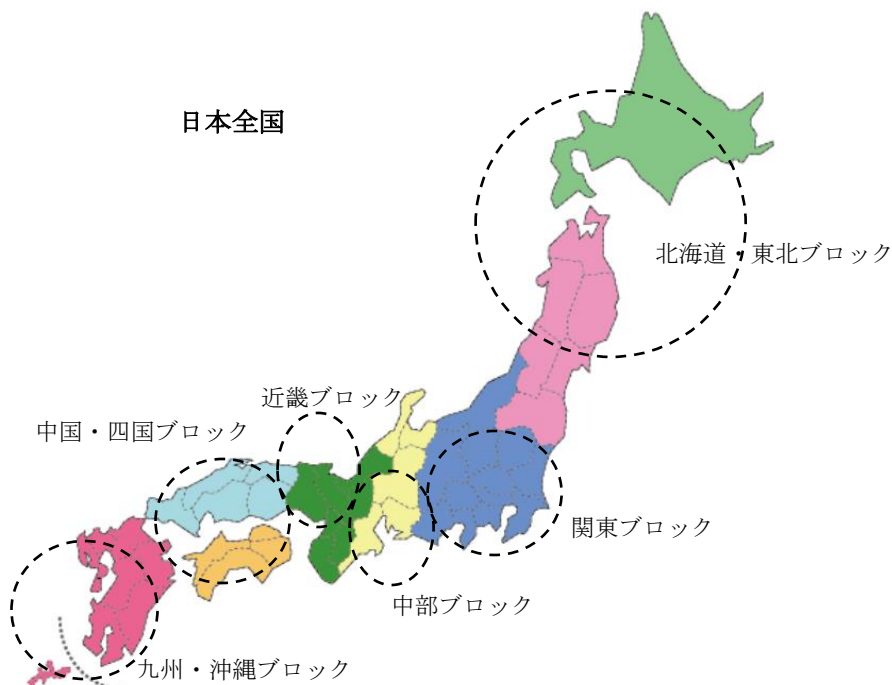 日本全国
北海道・東北ブロック
近畿ブロック
中国・四国ブロック
関東ブロック
中部ブロック
九州・沖縄ブロック